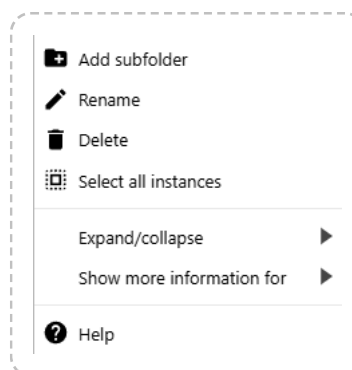 Add subfolder
Rename
Delete
Select all instances
Expand/collapse
Show more information for
Help